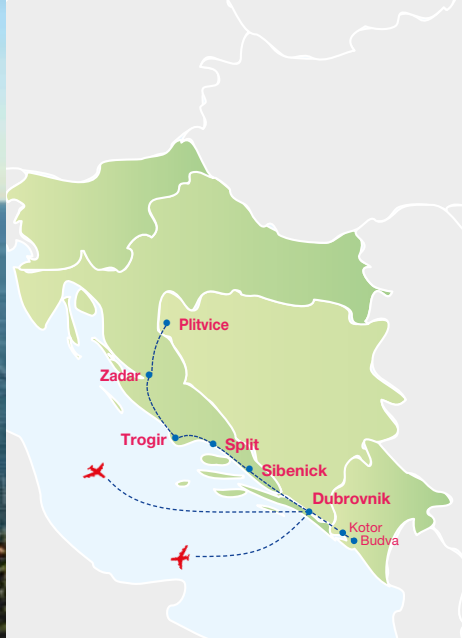 Plitvice
Zadar
Trogir
Split
Sibenick
Dubrovnik
Kotor
Budva